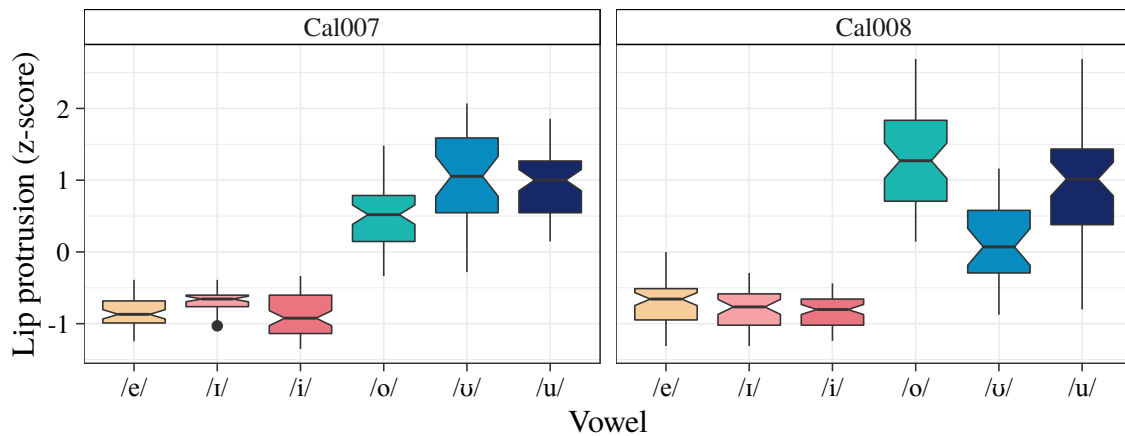 Cal007 Cal008
Lip protrusion (z-score)
2
1
0
-1
/e/ /ɪ/ /i/ /o/ /ʊ/ /u/ /e/ /ɪ/ /i/ /o/ /ʊ/ /u/
Vowel